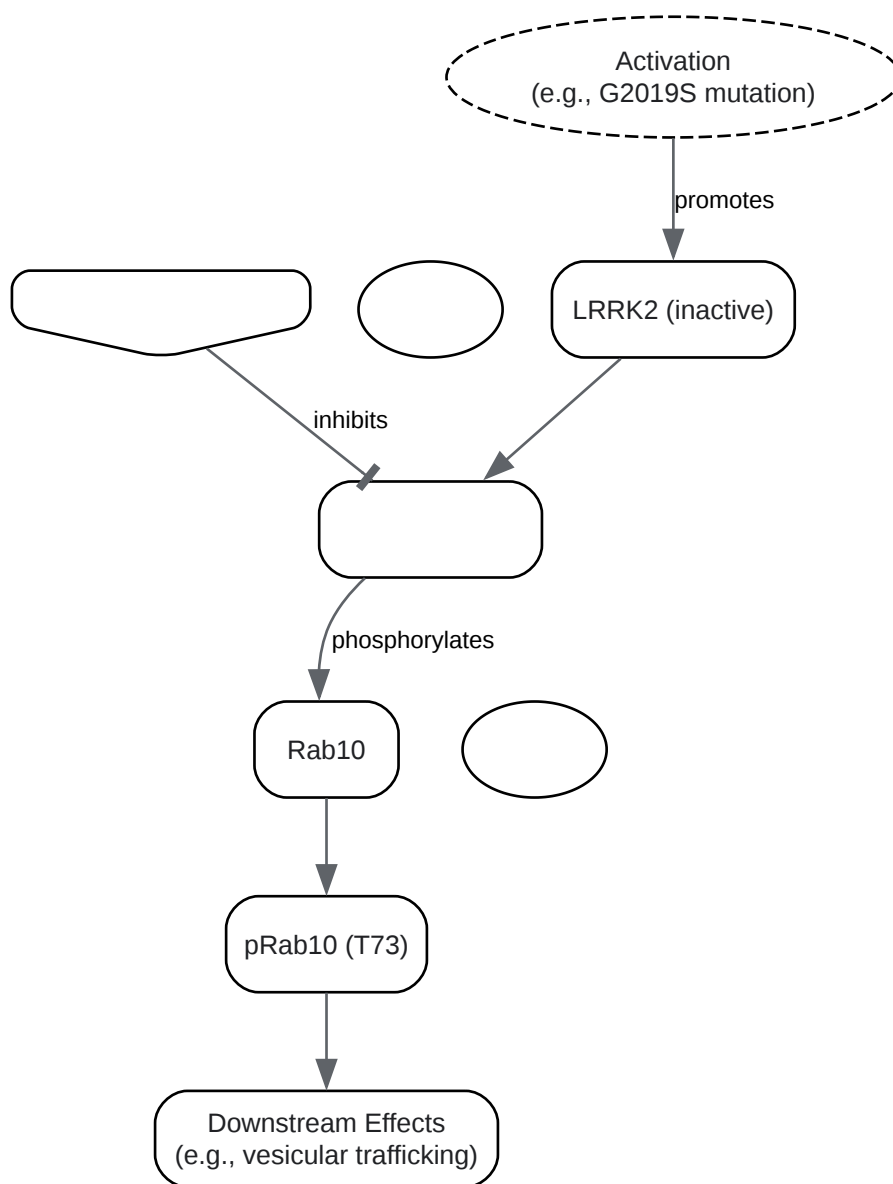 Activation
(e.g., G2019S mutation)
promotes
LRRK2 (inactive)
inhibits
phosphorylates
Rab10
pRab10 (T73)
Downstream Effects
(e.g., vesicular trafficking)